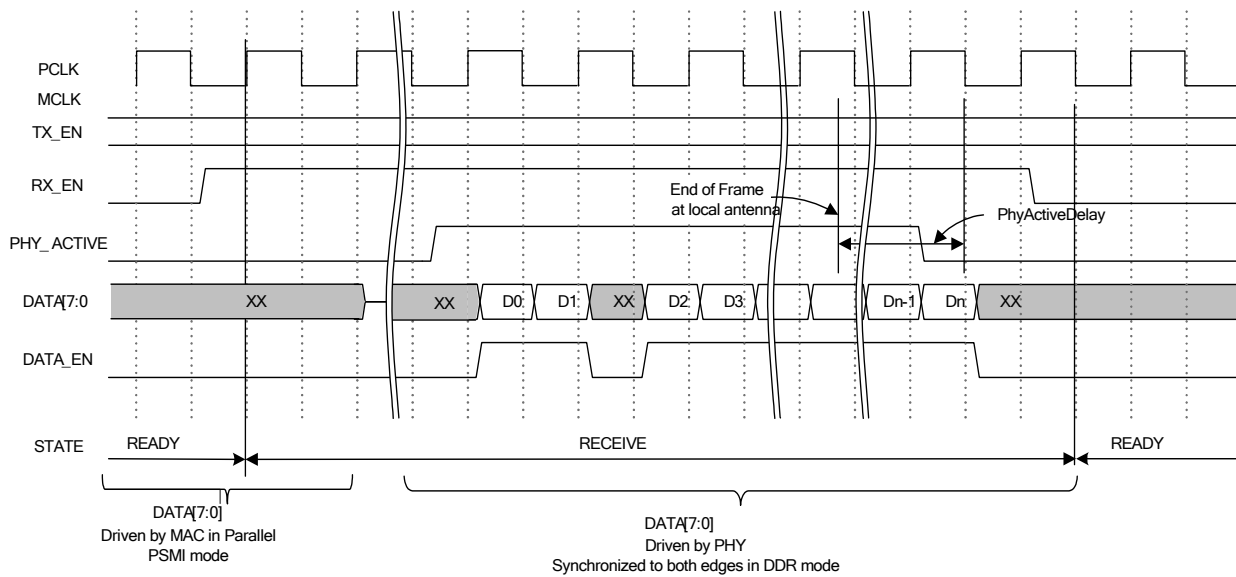 PCLK
MCLK
TX_EN
RX_EN
End of Frame
at local antenna
PhyActiveDelay
PHY_ ACTIVE
DATA[7:0
XX
XX
D0
D1
XX
D2
D3
Dn-1
Dn
XX
DATA_EN
STATE
READY
RECEIVE
READY
DATA[7:0]
Driven by MAC in Parallel
PSMI mode
DATA[7:0]
Driven by PHY
Synchronized to both edges in DDR mode